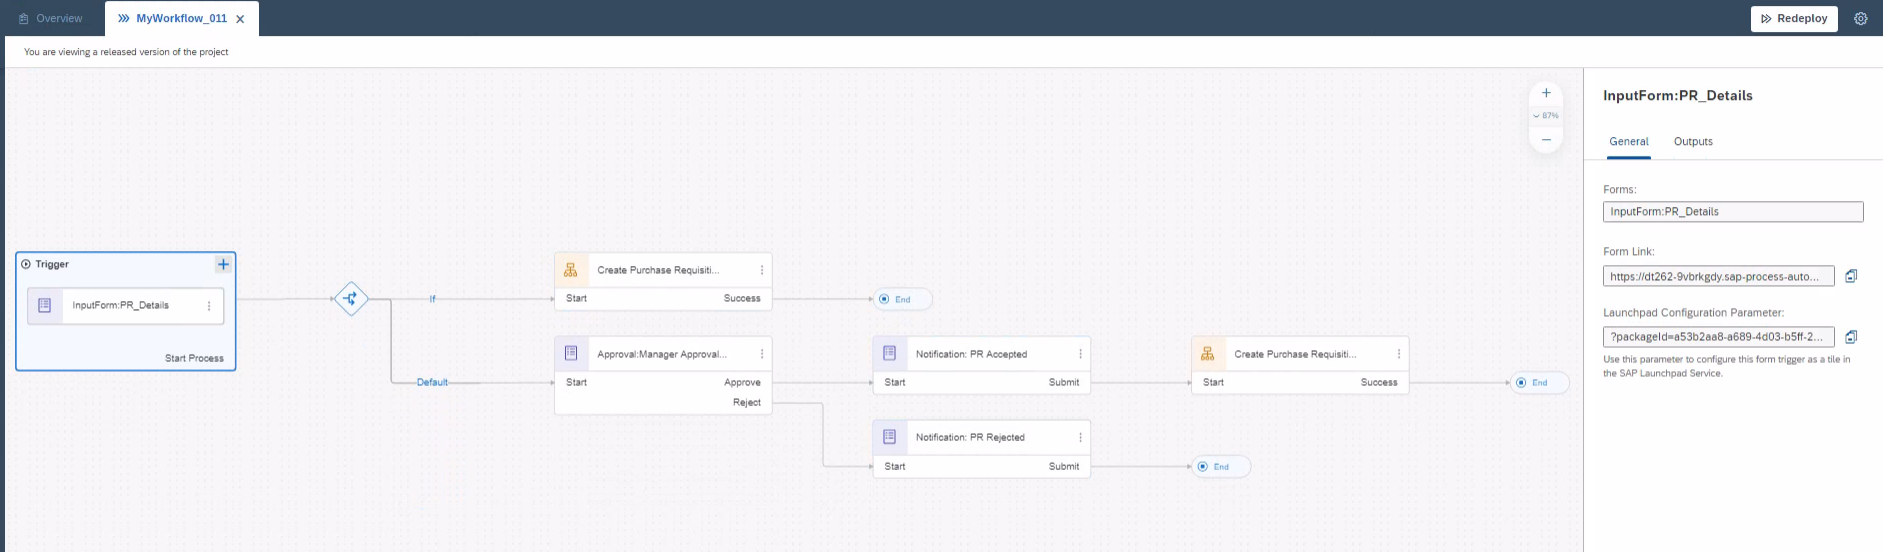 Overview
MyWorkflow_011
Redeploy
You are viewing a released version of the project
87%
Trigger
InputForm:PR_Details
Start Process
If
Default
Create Purchase Requisiti...
Start Success
End
Approval:Manager Approval...
Start Approve
Reject
Notification: PR Accepted
Start Submit
Create Purchase Requisiti...
Start Success
End
Notification: PR Rejected
Start Submit
End
InputForm:PR_Details
General Outputs
Forms:
InputForm:PR_Details
Form Link:
https://dt262-9vbrkgdy.sap-process-auto...
Launchpad Configuration Parameter:
?packageId=a53b2aa8-a689-4d03-b5ff-2...
Use this parameter to configure this form trigger as a tile in
the SAP Launchpad Service.